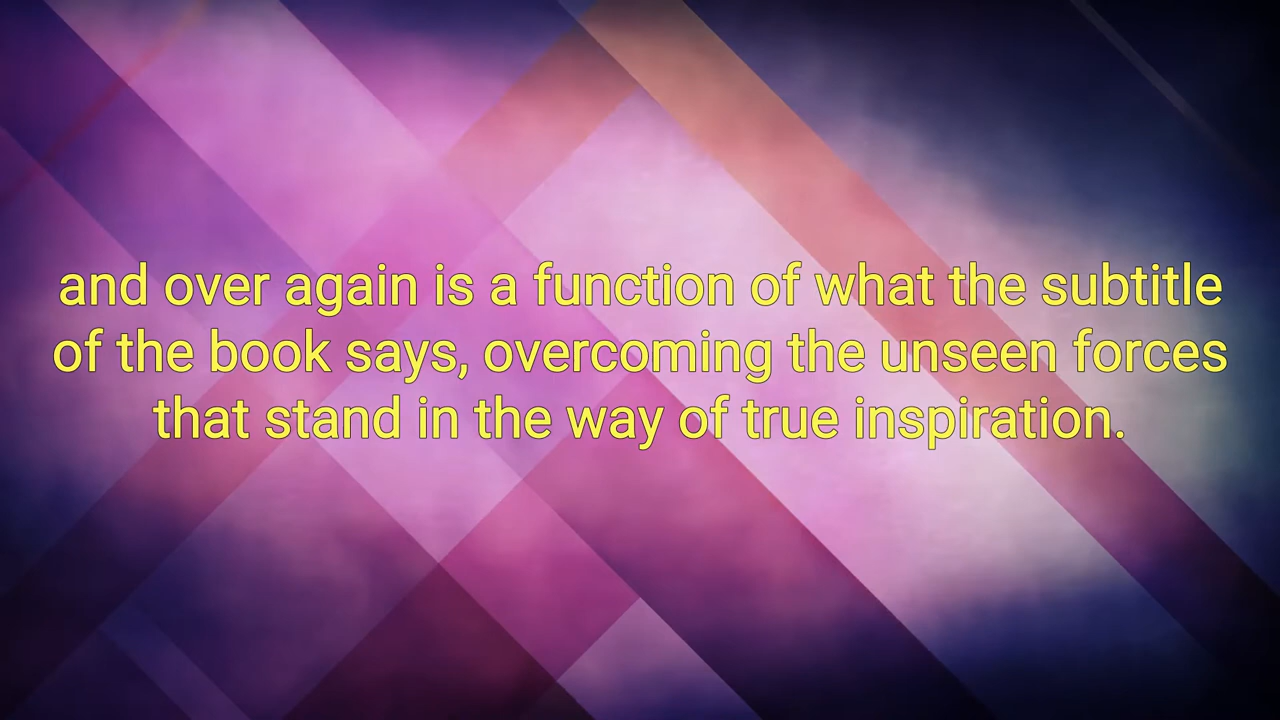 and over again is a function of what the subtitle
of the book says, overcoming the unseen forces
that stand in the way of true inspiration.